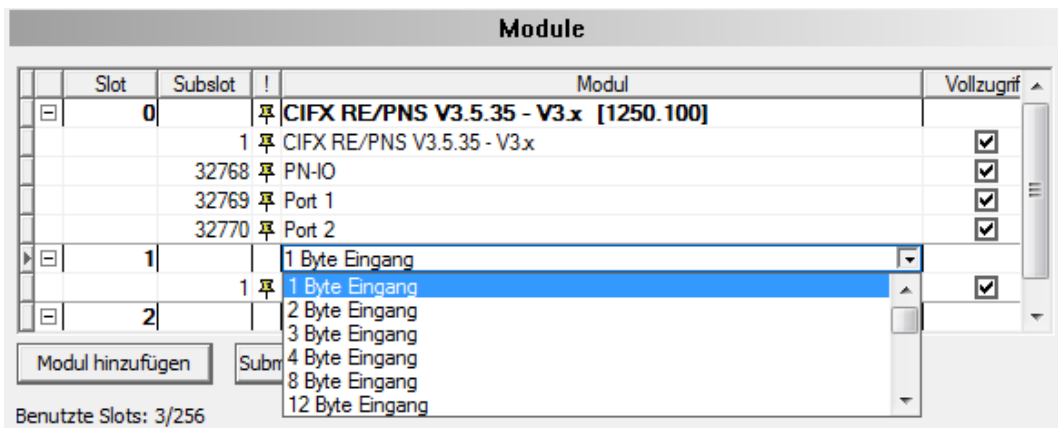 Module
Slot Subslot ! Modul Vollzugrif
0 CIFX RE/PNS V3.5.35 - V3.x [1250.100]
1 CIFX RE/PNS V3.5.35 - V3.x
32768 PN-IO
32769 Port 1
32770 Port 2
1 1 Byte Eingang
1 1 Byte Eingang
2 Byte Eingang
2
3 Byte Eingang
Modul hinzufügen Subm 4 Byte Eingang
8 Byte Eingang
12 Byte Eingang
Benutzte Slots: 3/256